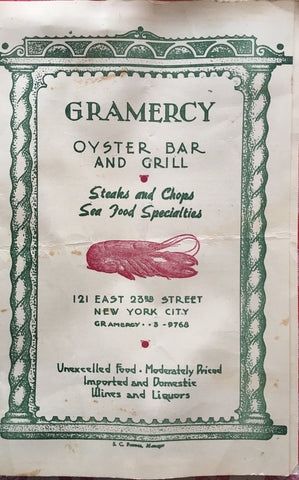 GRAMERCY
OYSTER BAR
AND GRILL
Steaks and Chops
Sea Food Specialties
121 EAST 23RD STREET
NEW YORK CITY
GRAMERCY··3-9768
Unexcelled Food · Moderately Priced
Imported and Domestic
Wines and Liquors
S. C. Manager